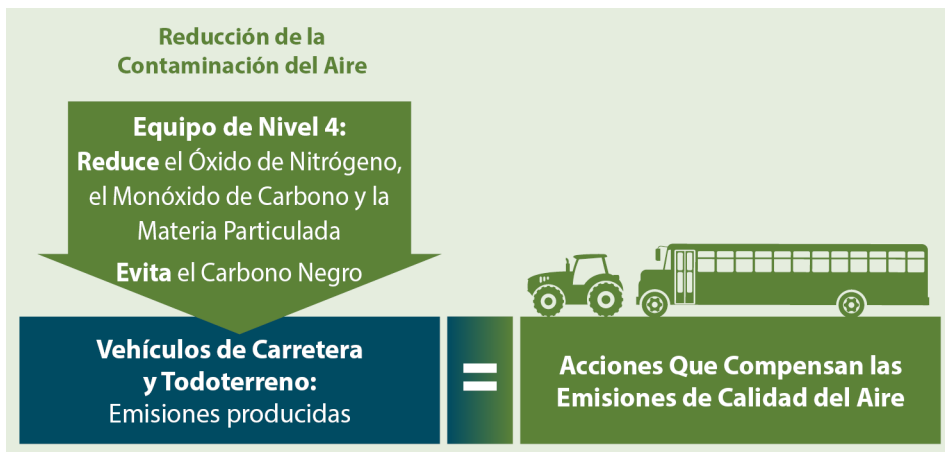 Reducción de la
Contaminación del Aire
Equipo de Nivel 4:
Reduce el Óxido de Nitrógeno,
el Monóxido de Carbono y la
Materia Particulada
Evita el Carbono Negro
Vehículos de Carretera
y Todoterreno:
Emisiones producidas
=
Acciones Que Compensan las
Emisiones de Calidad del Aire